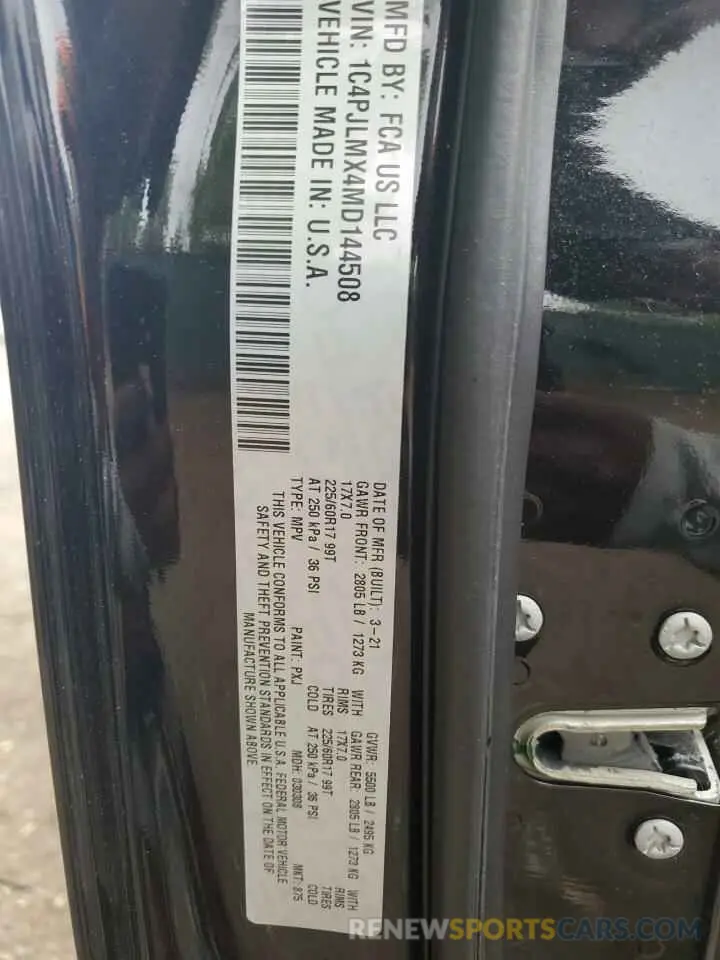 MFD BY: FCA US LLC
VIN: 1C4PJLMX4MD144508
VEHICLE MADE IN: U.S.A.
DATE OF MFR (BUILT): 3-21 GVWR: 5500 LB / 2495 KG
GAWR FRONT: 2805 LB / 1273 KG WITH GAWR REAR: 2805 LB / 1273 KG WITH
17X7.0 RIMS 17X7.0 RIMS
225/60R17 99T TIRES 225/60R17 99T TIRES
AT 250 kPa / 36 PSI COLD AT 250 kPa / 36 PSI COLD
TYPE: MPV PAINT: PXJ MDH: 030308 MKT: 875
THIS VEHICLE CONFORMS TO ALL APPLICABLE U.S.A. FEDERAL MOTOR VEHICLE
SAFETY AND THEFT PREVENTION STANDARDS IN EFFECT ON THE DATE OF
MANUFACTURE SHOWN ABOVE.
RENEWSPORTSCARS.COM